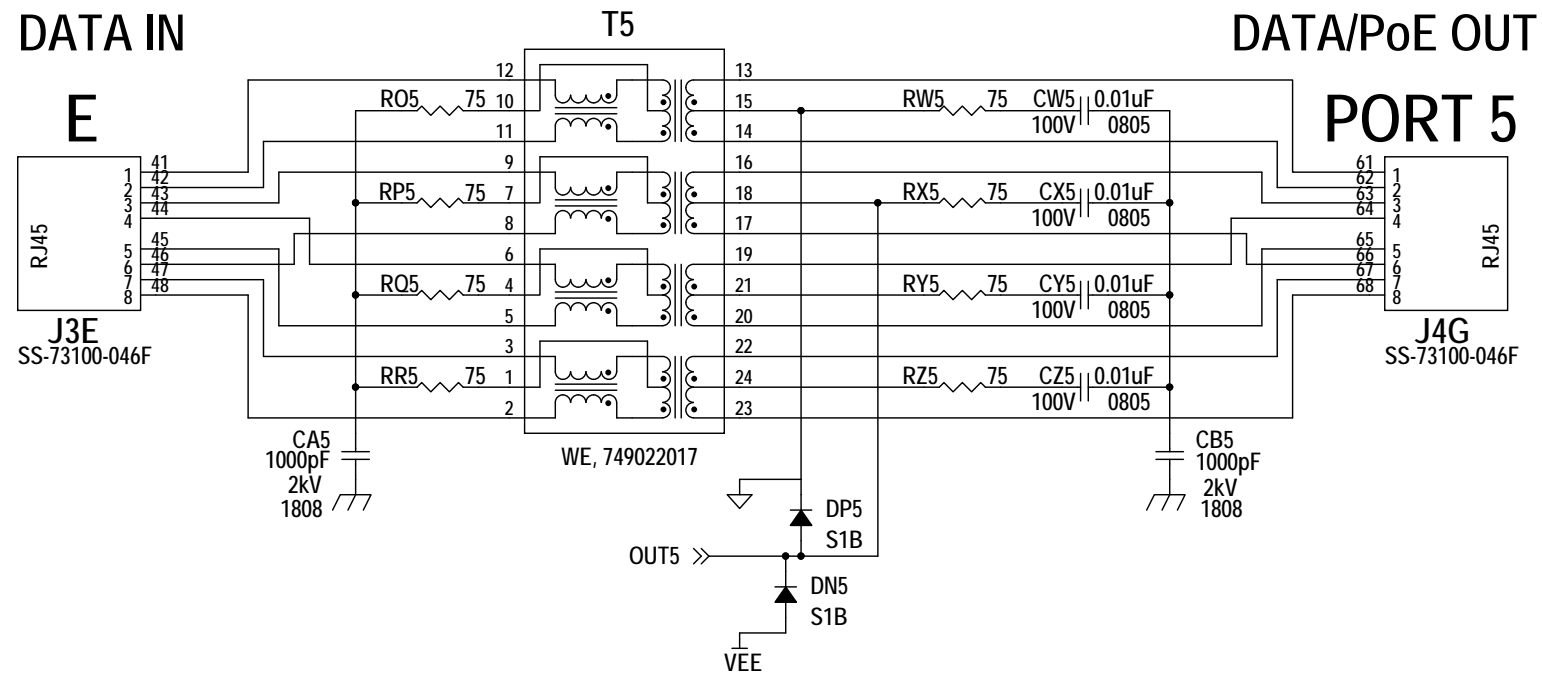 DATA IN
T5
DATA/PoE OUT
E
PORT 5
12
13
RO5 75 10
15 RW5 75 CW5 0.01uF
100V 0805
11
14
41
1
42
2
43
3
44
4
45
5
46
6
47
7
48
8
RJ45
J3E
SS-73100-046F
9
16
RP5 75 7
18 RX5 75 CX5 0.01uF
100V 0805
8
17
6
19
RQ5 75 4
21 RY5 75 CY5 0.01uF
100V 0805
5
20
3
22
RR5 75 1
24 RZ5 75 CZ5 0.01uF
100V 0805
2
23
61
1
62
2
63
3
64
4
65
5
66
6
67
7
68
8
RJ45
J4G
SS-73100-046F
CA5
1000pF
2kV
1808
WE, 749022017
CB5
1000pF
2kV
1808
DP5
S1B
OUT5
DN5
S1B
VEE